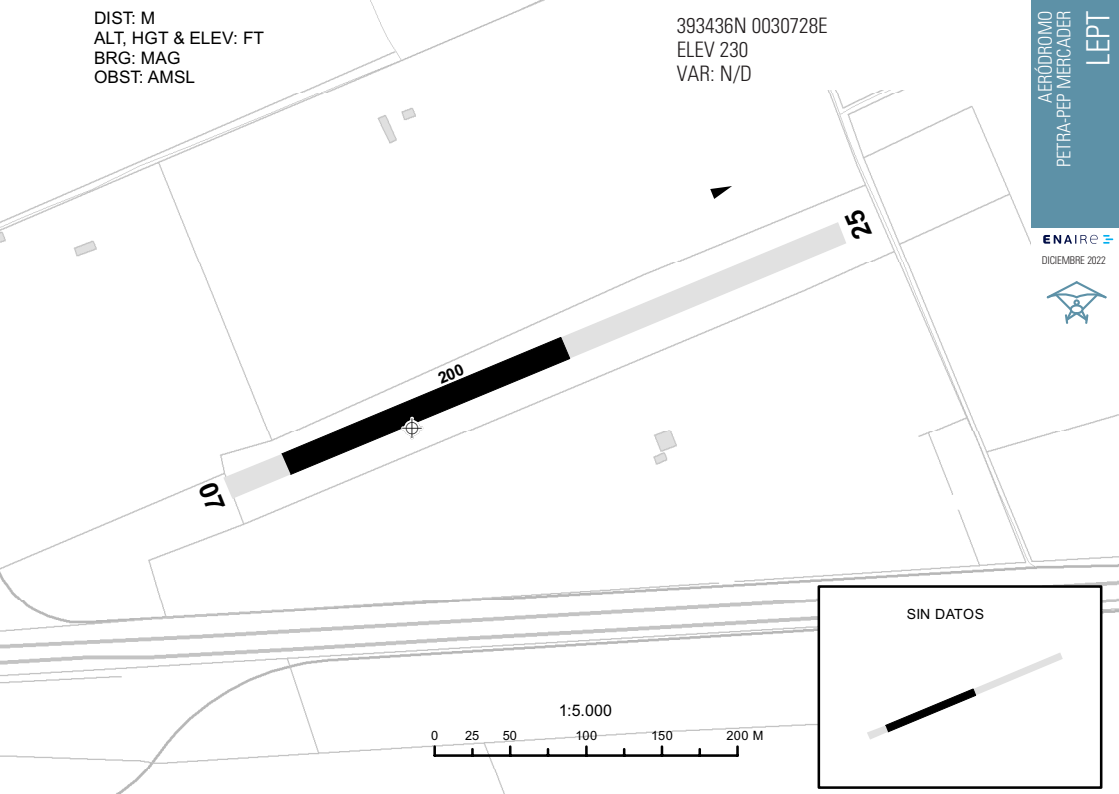 DIST: M
ALT, HGT & ELEV: FT
BRG: MAG
OBST: AMSL
393436N 0030728E
ELEV 230
VAR: N/D
AERÓDROMO
PETRA-PEP MERCADER
LEPT
ENAIRe
DICIEMBRE 2022
25
200
07
SIN DATOS
1:5.000
0 25 50 100 150 200 M